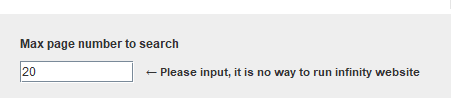 Max page number to search
20 ← Please input, it is no way to run infinity website